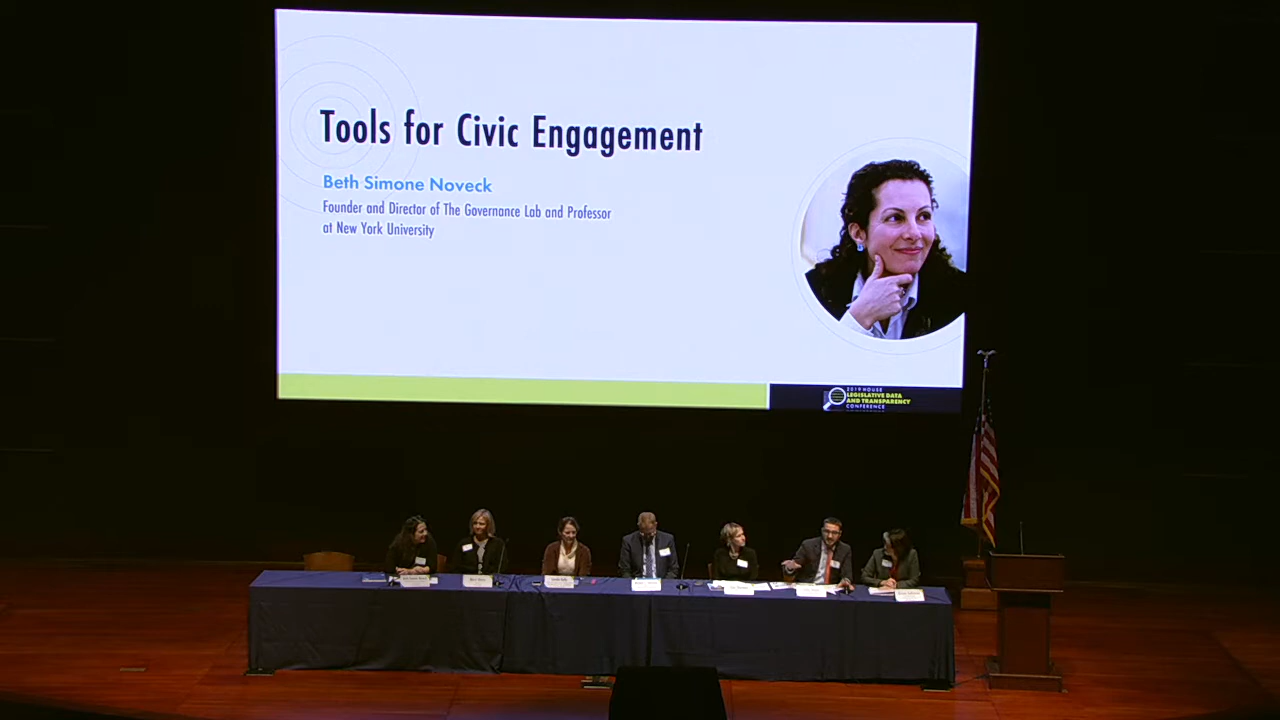 Tools for Civic Engagement
Beth Simone Noveck
Founder and Director of The Governance Lab and Professor
at New York University
2019 HOUSE
LEGISLATIVE DATA
AND TRANSPARENCY
CONFERENCE